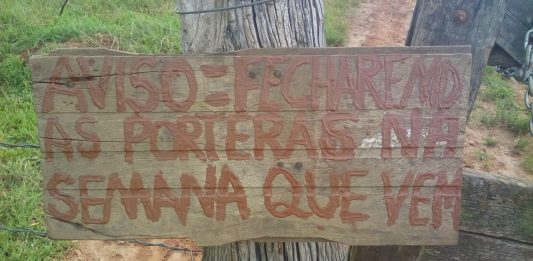 AVISO = FECHAREMO
AS PORTERAS NA
SEMANA QUE VEM